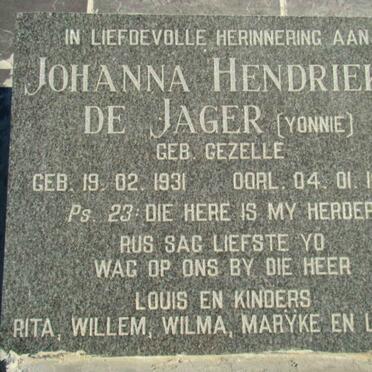 IN LIEFDEVOLLE HERINNERING AAN
JOHANNA HENDRIEK
DE JAGER (YONNIE)
GEB. GEZELLE
GEB. 19. 02. 1931 OORL. 04. 01. 1
Ps. 23: DIE HERE IS MY HERDER
RUS SAG LIEFSTE YO
WAG OP ONS BY DIE HEER
LOUIS EN KINDERS
RITA, WILLEM, WILMA, MARYKE EN L